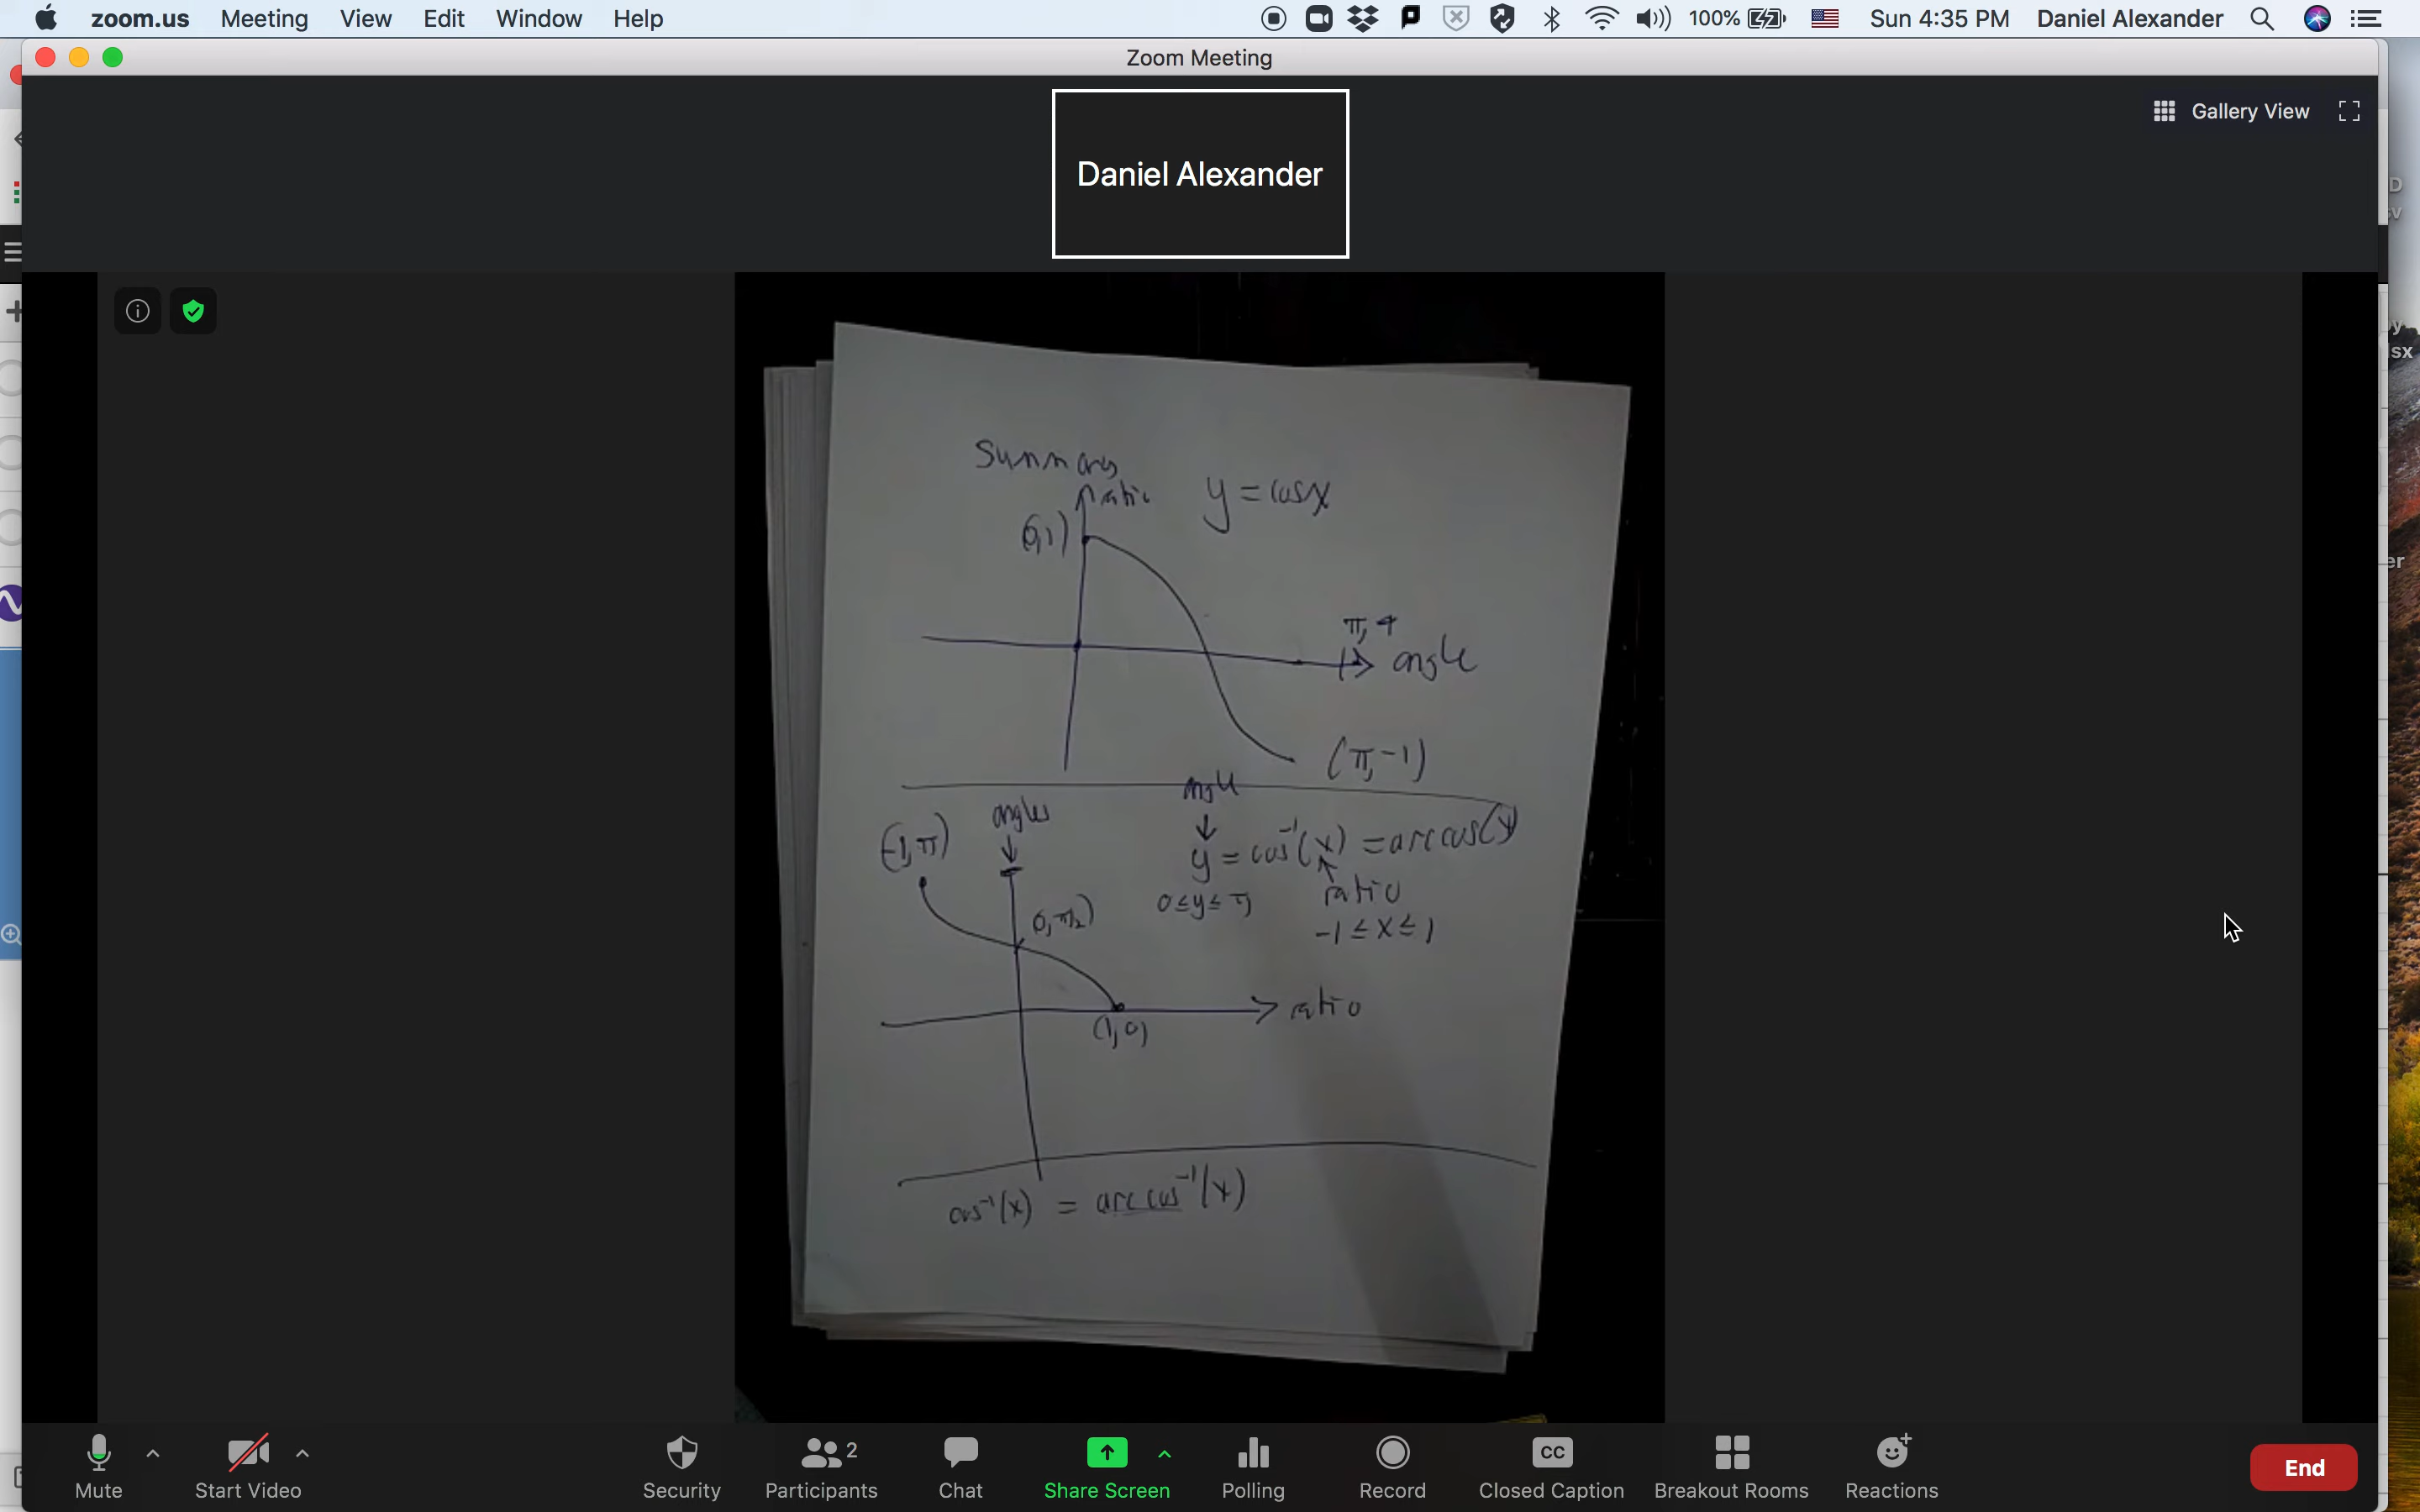 zoom.us Meeting View Edit Window Help 100% Sun 4:35 PM Daniel Alexander
Zoom Meeting
Gallery View
Daniel Alexander
Summary
ratio y = cos x
(0,1)
π,
angle
(π,-1)
angle
angles
(-1,π)
y = cos⁻¹(x) = arccos(x)
0≤y≤π ratio
(0,π/2)
-1≤x≤1
ratio
(1,0)
cos⁻¹(x) = arccos⁻¹(x)
Mute Start Video Security Participants 2 Chat Share Screen Polling Record CC Closed Caption Breakout Rooms Reactions End